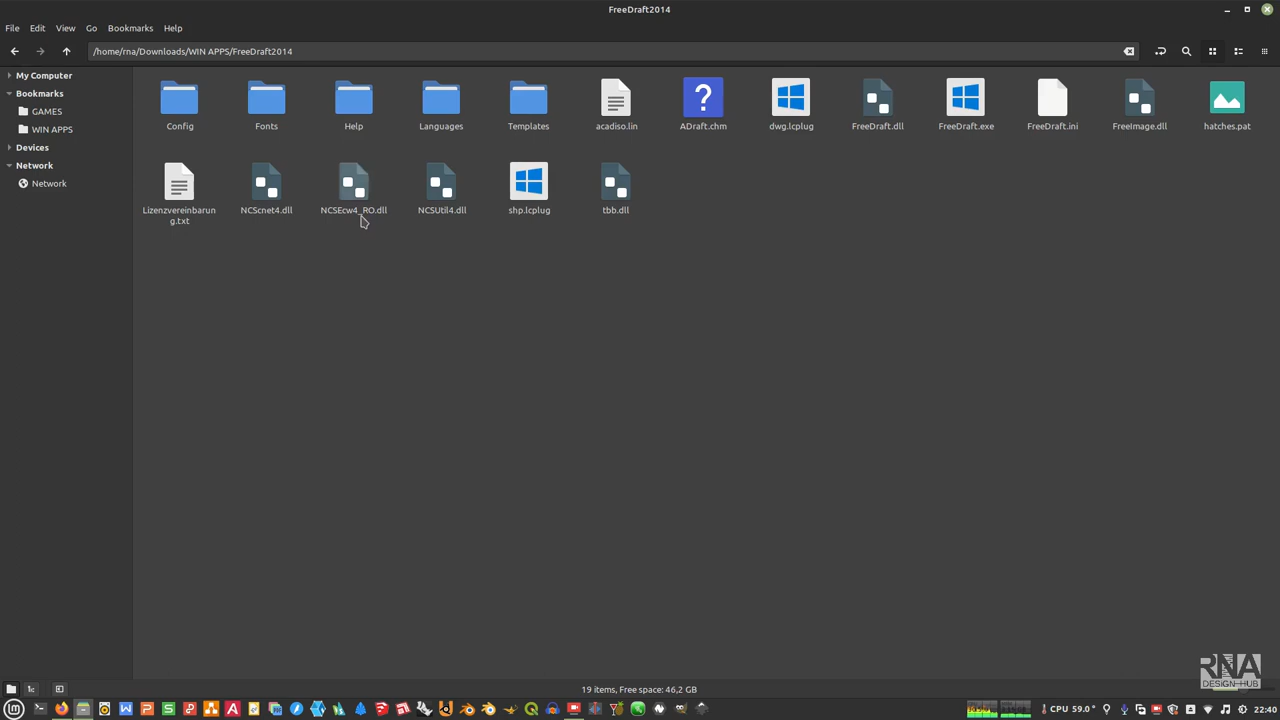 FreeDraft2014
File Edit View Go Bookmarks Help
/home/rna/Downloads/WIN APPS/FreeDraft2014
My Computer
Bookmarks
GAMES
WIN APPS
Devices
Network
Network
Config Fonts Help Languages Templates acadiso.lin ADraft.chm dwg.lcplug FreeDraft.dll FreeDraft.exe FreeDraft.ini FreeImage.dll hatches.pat
Lizenzvereinbarun NCScnet4.dll NCSEcw4_RO.dll NCSUtil4.dll shp.lcplug tbb.dll
g.txt
RNA
DESIGN-HUB
19 items, Free space: 46,2 GB
CPU 59.0° 22:40